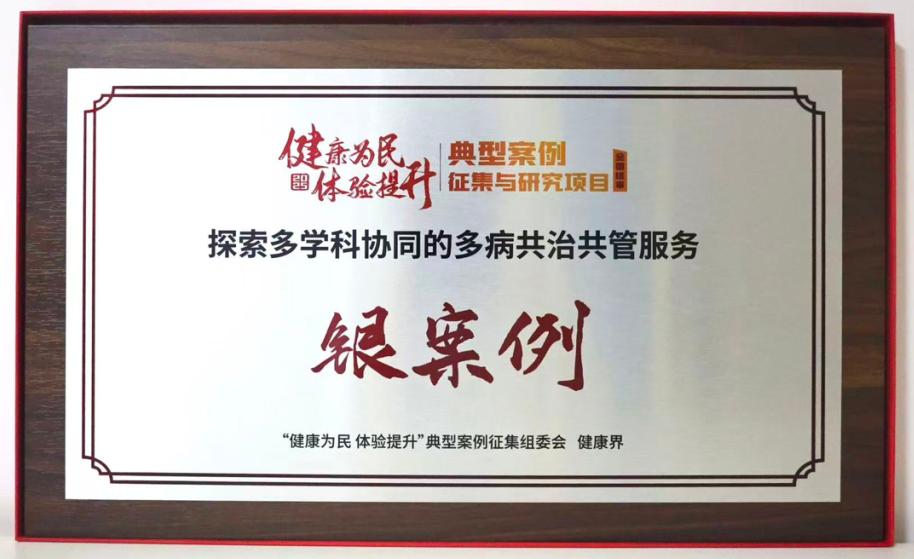 健康为民
体验提升
典型案例
征集与研究项目
探索多学科协同的多病共治共管服务
银案例
“健康为民 体验提升”典型案例征集组委会 健康界